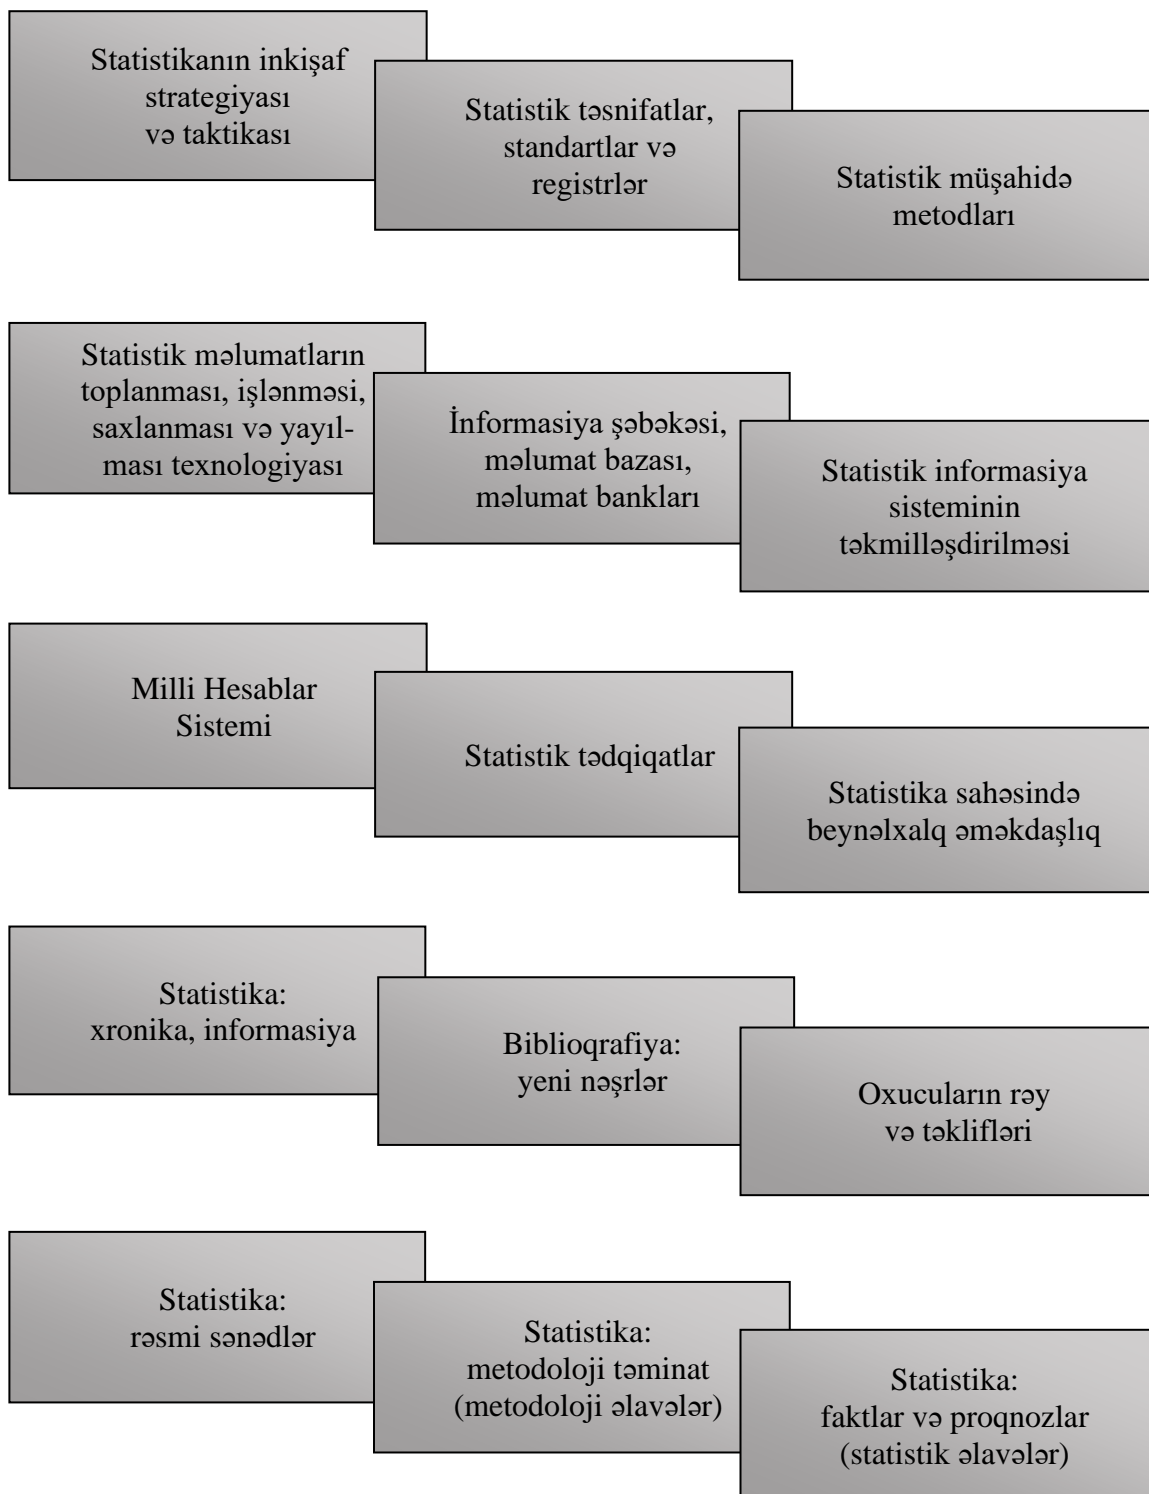 Statistikanın inkişaf
strategiyası
və taktikası
Statistik təsnifatlar,
standartlar və
registrlər
Statistik müşahidə
metodları
Statistik məlumatların
toplanması, işlənməsi,
saxlanması və yayıl-
ması texnologiyası
İnformasiya şəbəkəsi,
məlumat bazası,
məlumat bankları
Statistik informasiya
sisteminin
təkmilləşdirilməsi
Milli Hesablar
Sistemi
Statistik tədqiqatlar
Statistika sahəsində
beynəlxalq əməkdaşlıq
Statistika:
xronika, informasiya
Biblioqrafiya:
yeni nəşrlər
Oxucuların rəy
və təklifləri
Statistika:
rəsmi sənədlər
Statistika:
metodoloji təminat
(metodoloji əlavələr)
Statistika:
faktlar və proqnozlar
(statistik əlavələr)